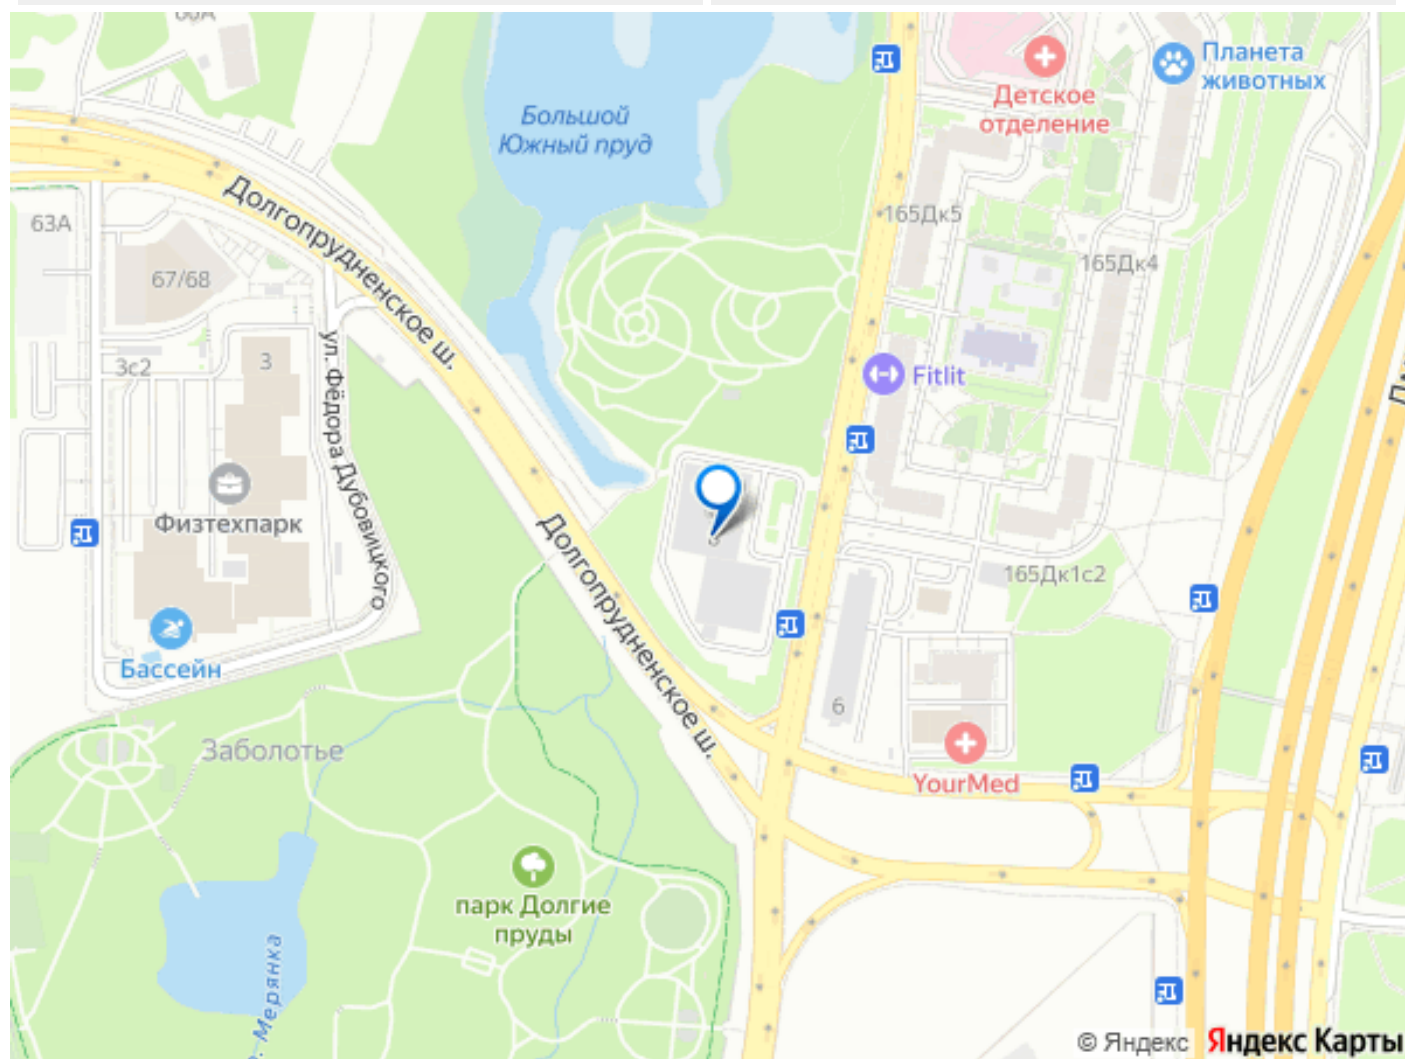 60А
Планета
животных
Детское
отделение
Большой
Южный пруд
Долгопрудненское ш.
63А
67/68
165Дк5
165Дк4
3с2
3
ул. Фёдора Дубовицкого
Fitlit
Физтехпарк
Долгопрудненское ш.
165Дк1с2
Бассейн
6
Заболотье
YourMed
парк Долгие
пруды
р. Мерянка
© Яндекс Яндекс Карты